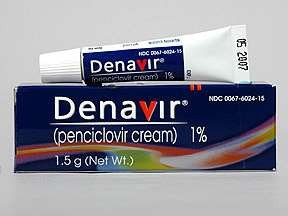 NDC 0067-6024-15
Denavir®
(penciclovir cream) 1%
05 2807
NDC 0067-6024-15
Denavir®
(penciclovir cream) 1%
1.5 g (Net Wt.)